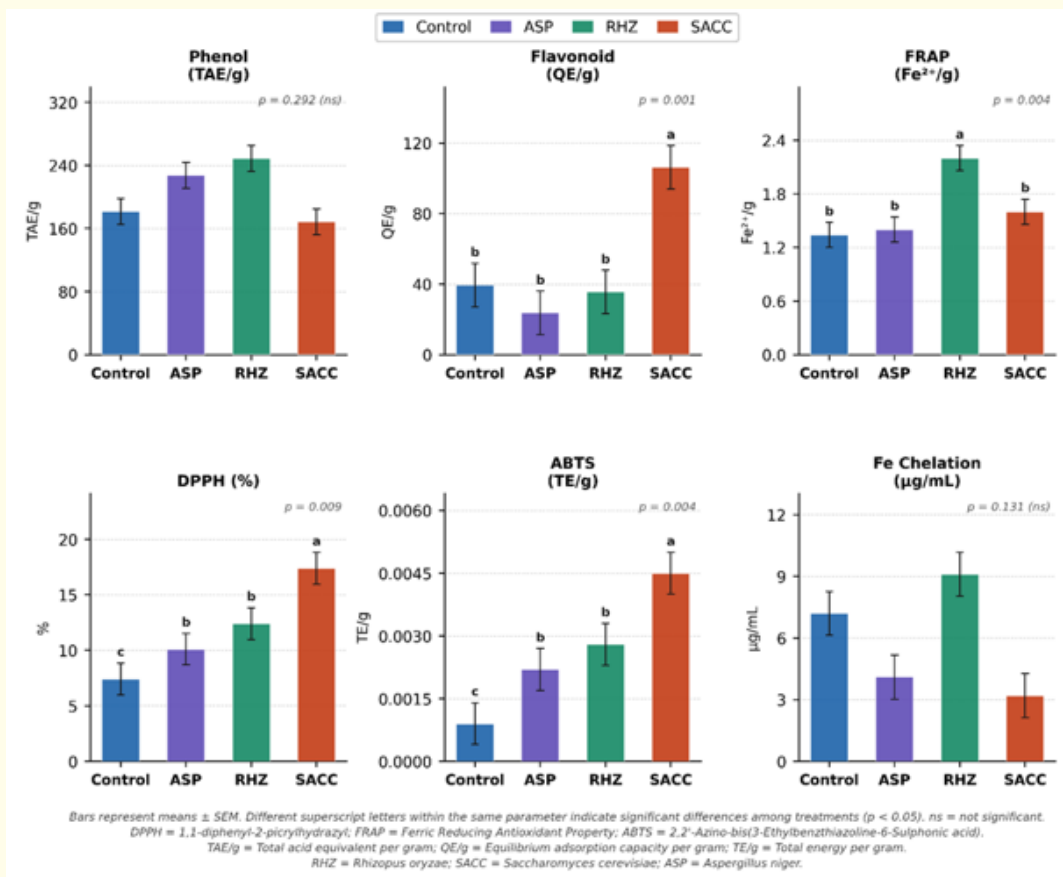 Control ASP RHZ SACC
Phenol
(TAE/g)
p = 0.292 (ns)
320
240
160
80
0
TAE/g
Control ASP RHZ SACC
Flavonoid
(QE/g)
p = 0.001
120
80
40
0
QE/g
b
b
b
a
Control ASP RHZ SACC
FRAP
(Fe²⁺/g)
p = 0.004
2.4
1.8
1.2
0.6
0.0
Fe²⁺/g
b
b
a
b
Control ASP RHZ SACC
DPPH (%)
p = 0.009
20
15
10
5
0
%
c
b
b
a
Control ASP RHZ SACC
ABTS
(TE/g)
p = 0.004
0.0060
0.0045
0.0030
0.0015
0.0000
TE/g
c
b
b
a
Control ASP RHZ SACC
Fe Chelation
(µg/mL)
p = 0.131 (ns)
12
9
6
3
0
µg/mL
Control ASP RHZ SACC
Bars represent means ± SEM. Different superscript letters within the same parameter indicate significant differences among treatments (p < 0.05). ns = not significant.
DPPH = 1,1-diphenyl-2-picrylhydrazyl; FRAP = Ferric Reducing Antioxidant Property; ABTS = 2,2'-Azino-bis(3-Ethylbenzthiazoline-6-Sulphonic acid).
TAE/g = Total acid equivalent per gram; QE/g = Equilibrium adsorption capacity per gram; TE/g = Total energy per gram.
RHZ = Rhizopus oryzae; SACC = Saccharomyces cerevisiae; ASP = Aspergillus niger.